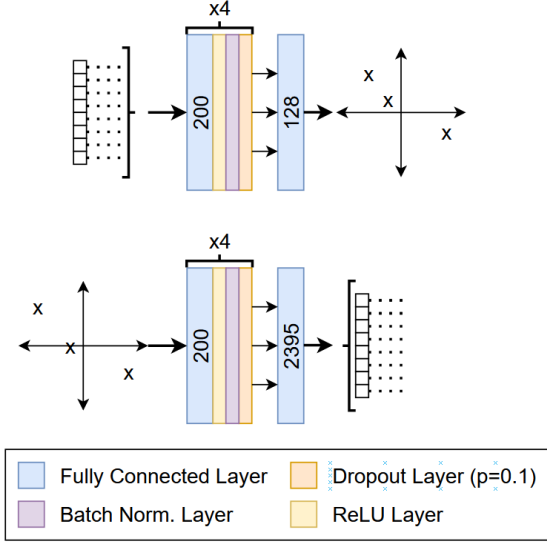 x4
200
128
x
x
x
x4
x
x
x
200
2395
Fully Connected Layer
Dropout Layer (p=0.1)
Batch Norm. Layer
ReLU Layer